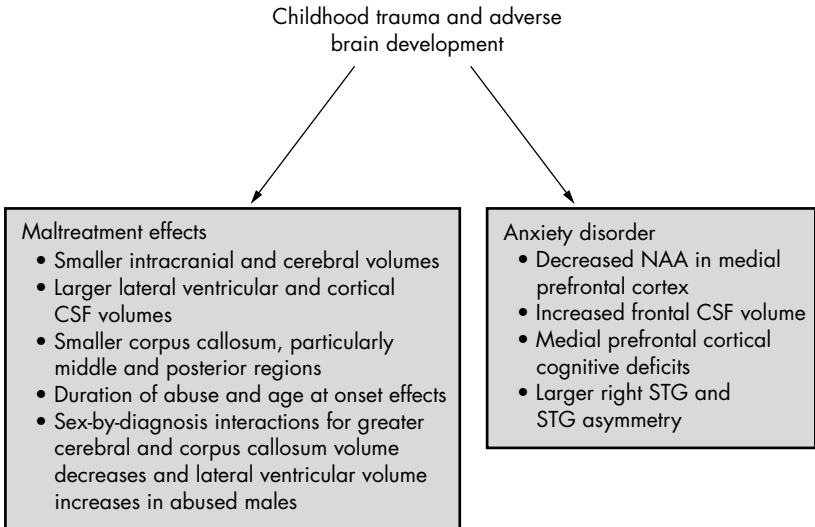 Childhood trauma and adverse
brain development
Maltreatment effects
• Smaller intracranial and cerebral volumes
• Larger lateral ventricular and cortical
CSF volumes
• Smaller corpus callosum, particularly
middle and posterior regions
• Duration of abuse and age at onset effects
• Sex-by-diagnosis interactions for greater
cerebral and corpus callosum volume
decreases and lateral ventricular volume
increases in abused males
Anxiety disorder
• Decreased NAA in medial
prefrontal cortex
• Increased frontal CSF volume
• Medial prefrontal cortical
cognitive deficits
• Larger right STG and
STG asymmetry